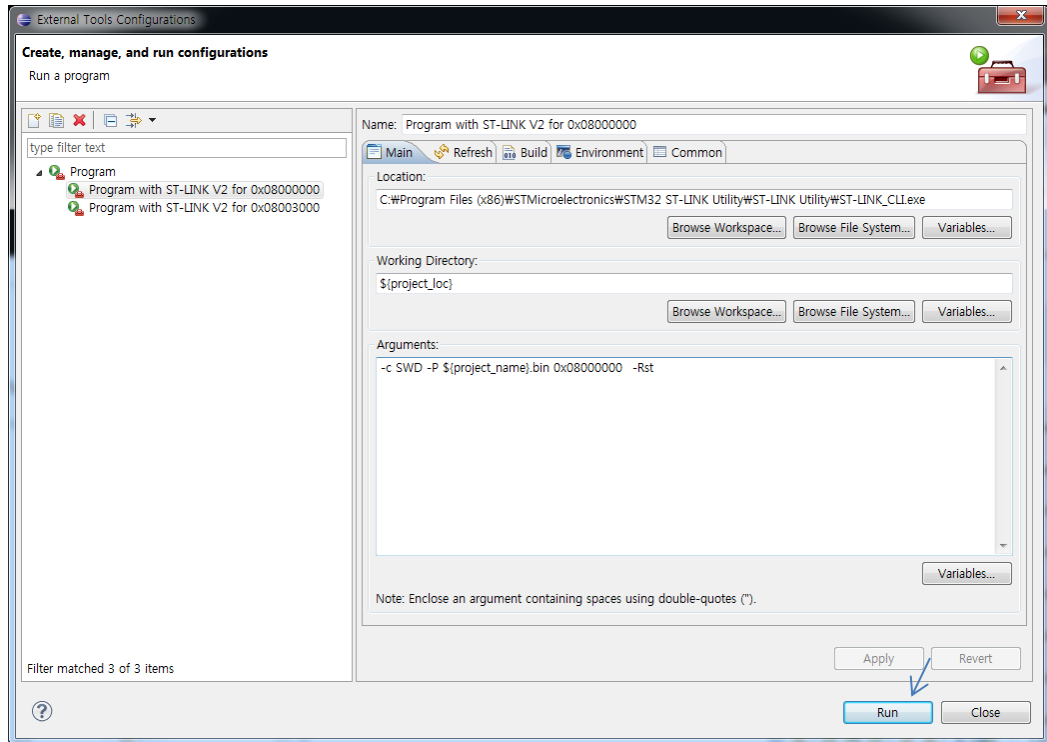 External Tools Configurations
Create, manage, and run configurations
Run a program
type filter text
Program
Program with ST-LINK V2 for 0x08000000
Program with ST-LINK V2 for 0x08003000
Filter matched 3 of 3 items
Name: Program with ST-LINK V2 for 0x08000000
Main Refresh Build Environment Common
Location:
C:₩Program Files (x86)₩STMicroelectronics₩STM32 ST-LINK Utility₩ST-LINK Utility₩ST-LINK_CLI.exe
Browse Workspace... Browse File System... Variables...
Working Directory:
${project_loc}
Browse Workspace... Browse File System... Variables...
Arguments:
-c SWD -P ${project_name}.bin 0x08000000 -Rst
Variables...
Note: Enclose an argument containing spaces using double-quotes (").
Apply Revert
Run Close